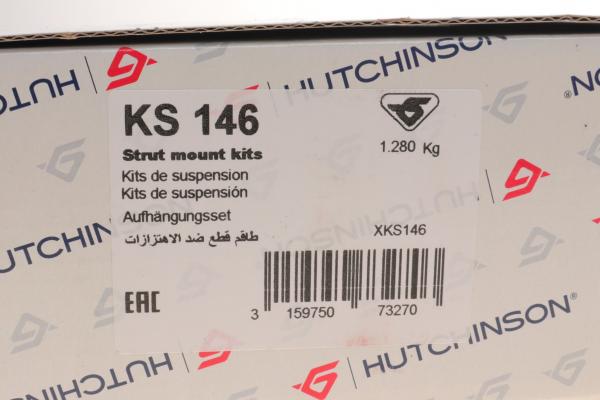 HUTCHINSON
HUTCHINSON®
KS 146
Strut mount kits
1.280 Kg
Kits de suspension
Kits de suspensión
Aufhängungsset
طاقم قطع ضد الاهتزازات
XKS146
EAC
3 159750 73270
HUTCHINSON®
HUTCHINSON